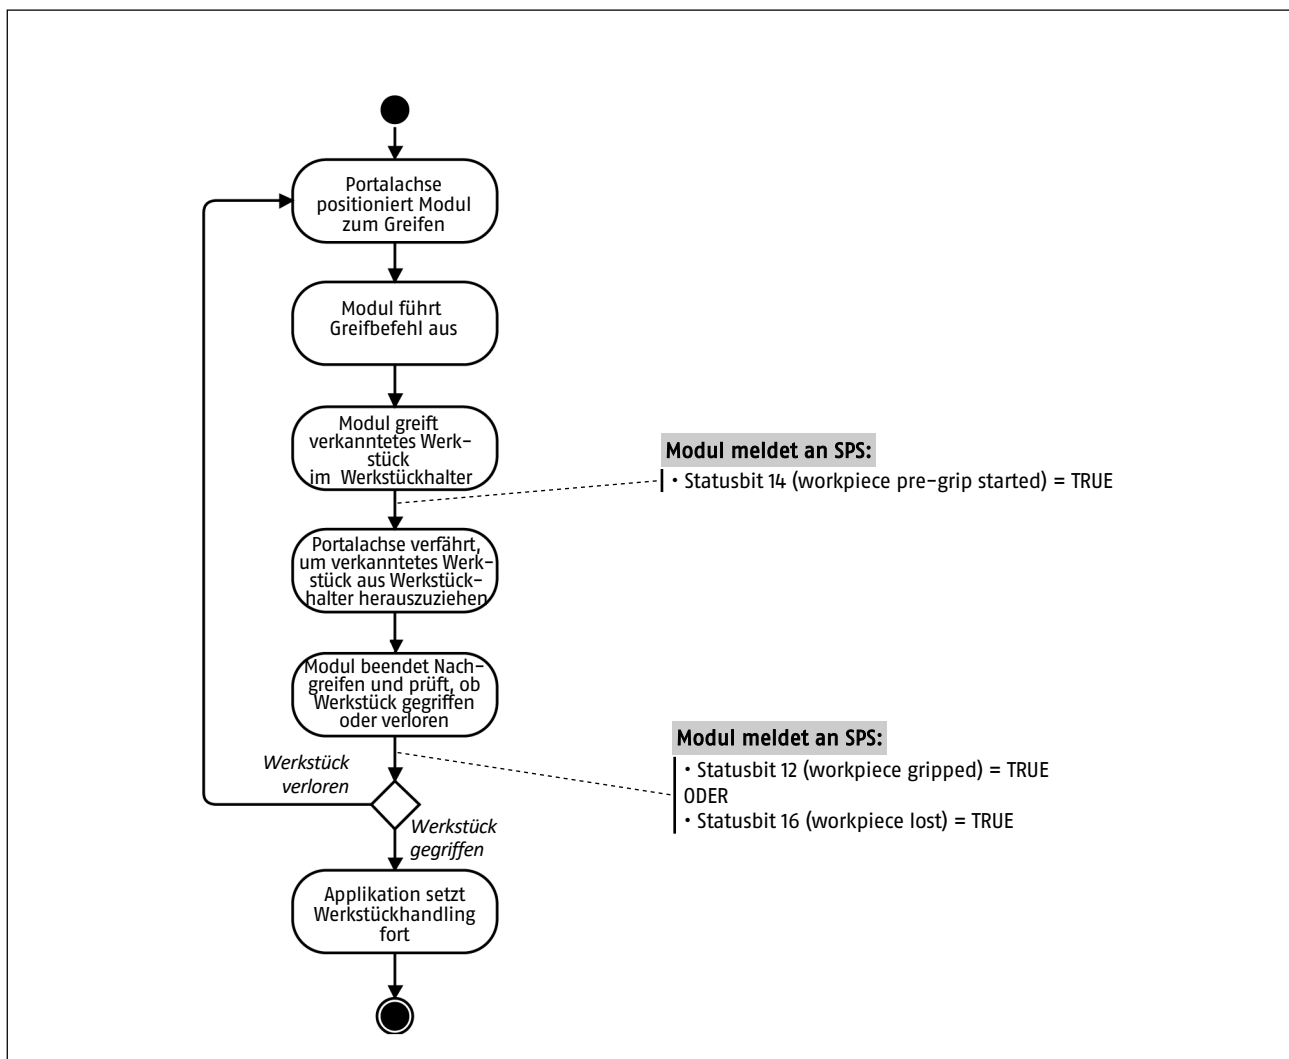 Portalachse
positioniert Modul
zum Greifen
Modul führt
Greifbefehl aus
Modul greift
verkanntetes Werk-
stück
im Werkstückhalter
Modul meldet an SPS:
• Statusbit 14 (workpiece pre-grip started) = TRUE
Portalachse verfährt,
um verkanntetes Werk-
stück aus Werkstück-
halter herauszuziehen
Modul beendet Nach-
greifen und prüft, ob
Werkstück gegriffen
oder verloren
Modul meldet an SPS:
• Statusbit 12 (workpiece gripped) = TRUE
ODER
• Statusbit 16 (workpiece lost) = TRUE
Werkstück
verloren
Werkstück
gegriffen
Applikation setzt
Werkstückhandling
fort